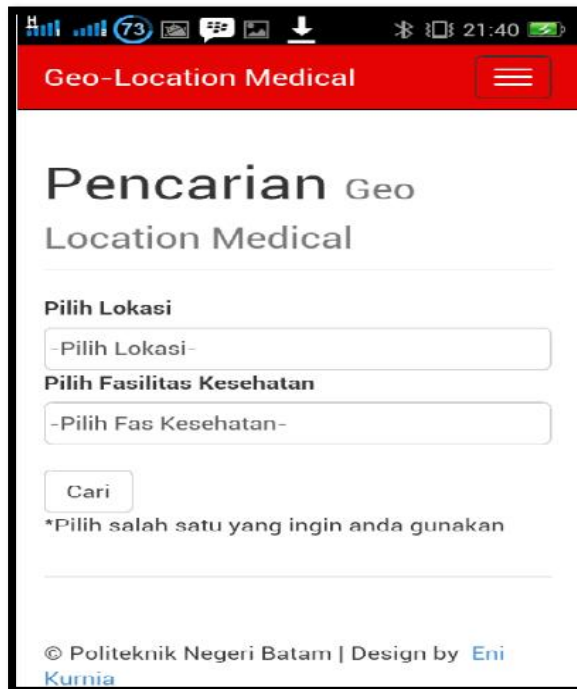 H 73 21:40
Geo-Location Medical
Pencarian Geo
Location Medical
Pilih Lokasi
-Pilih Lokasi-
Pilih Fasilitas Kesehatan
-Pilih Fas Kesehatan-
Cari
*Pilih salah satu yang ingin anda gunakan
© Politeknik Negeri Batam | Design by Eni
Kurnia